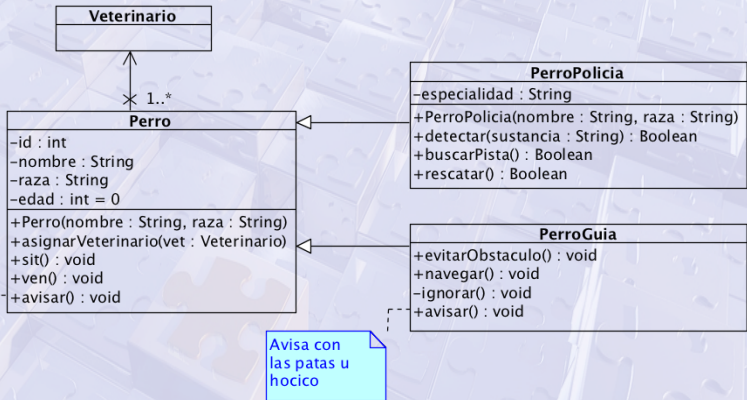 Veterinario
1..*
Perro
-id : int
-nombre : String
-raza : String
-edad : int = 0
+Perro(nombre : String, raza : String)
+asignarVeterinario(vet : Veterinario)
+sit() : void
+ven() : void
+avisar() : void
PerroPolicia
-especialidad : String
+PerroPolicia(nombre : String, raza : String)
+detectar(sustancia : String) : Boolean
+buscarPista() : Boolean
+rescatar() : Boolean
PerroGuia
+evitarObstaculo() : void
+navegar() : void
-ignorar() : void
+avisar() : void
Avisa con
las patas u
hocico